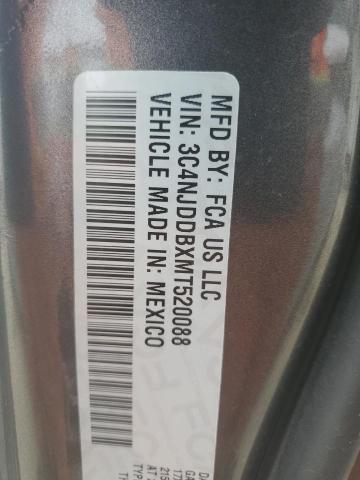 MFD BY: FCA US LLC
VIN: 3C4NJDDBXMT520088
VEHICLE MADE IN: MEXICO